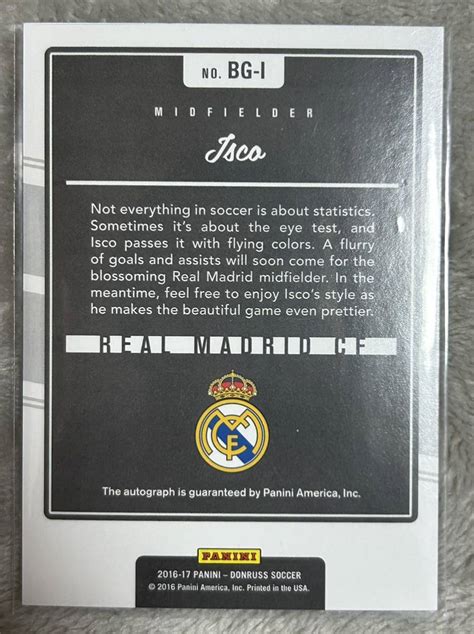 NO. BG-I
MIDFIELDER
Isco
Not everything in soccer is about statistics.
Sometimes it's about the eye test, and
Isco passes it with flying colors. A flurry
of goals and assists will soon come for the
blossoming Real Madrid midfielder. In the
meantime, feel free to enjoy Isco's style as
he makes the beautiful game even prettier.
REAL MADRID CF
The autograph is guaranteed by Panini America, Inc.
PANINI
2016-17 PANINI – DONRUSS SOCCER
© 2016 Panini America, Inc. Printed in the USA.